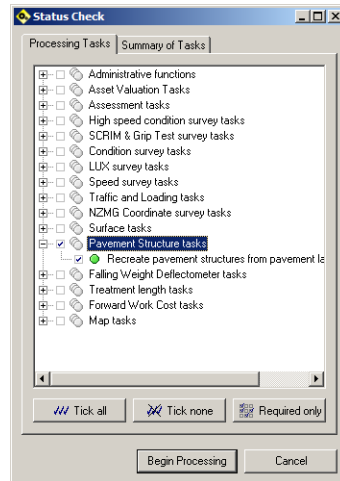 Status Check
Processing Tasks Summary of Tasks
Administrative functions
Asset Valuation Tasks
Assessment tasks
High speed condition survey tasks
SCRIM & Grip Test survey tasks
Condition survey tasks
LUX survey tasks
Speed survey tasks
Traffic and Loading tasks
NZMG Coordinate survey tasks
Surface tasks
Pavement Structure tasks
Recreate pavement structures from pavement la
Falling Weight Deflectometer tasks
Treatment length tasks
Forward Work Cost tasks
Map tasks
Tick all Tick none Required only
Begin Processing Cancel